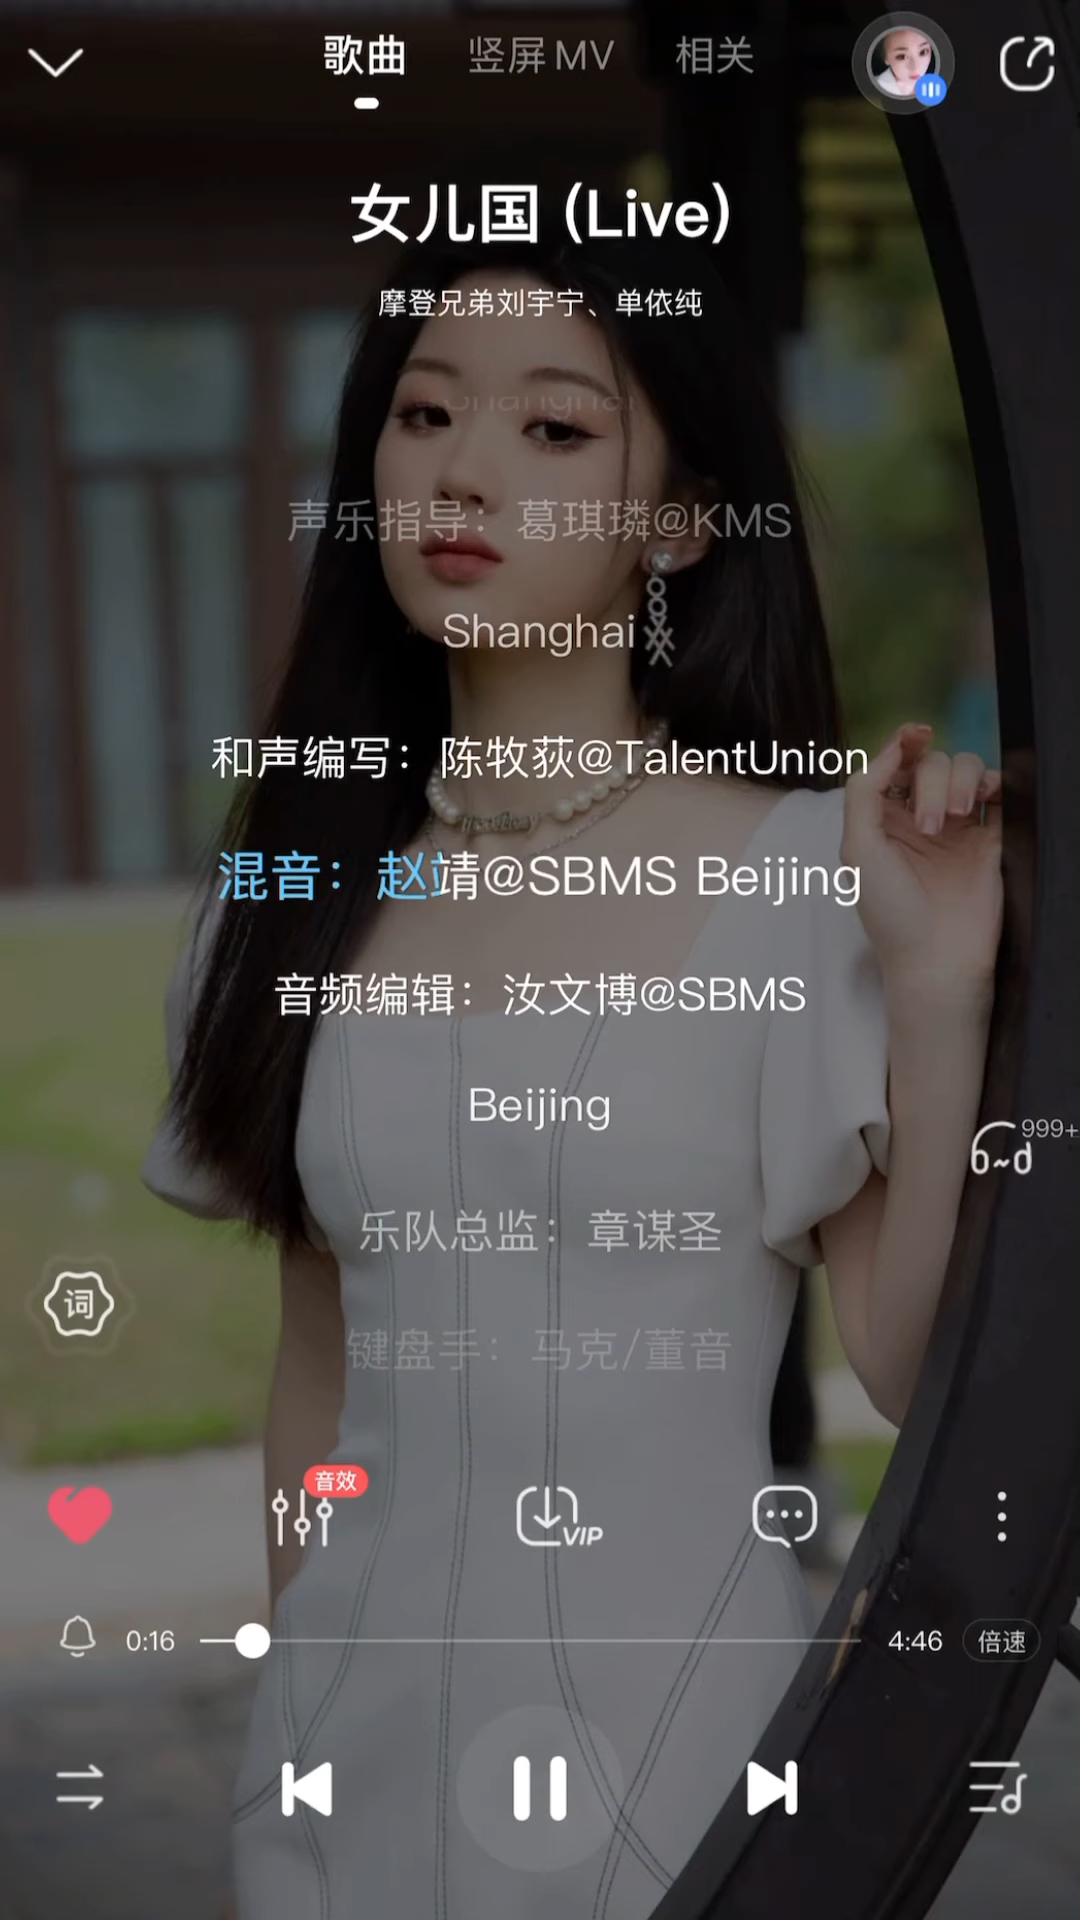 歌曲 竖屏MV 相关
女儿国 (Live)
摩登兄弟刘宇宁、单依纯
Shanghai
声乐指导：葛琪璘@KMS
Shanghai
和声编写：陈牧荻@TalentUnion
混音：赵靖@SBMS Beijing
音频编辑：汝文博@SBMS
Beijing
999+
乐队总监：章谋圣
词
键盘手：马克/董音
音效
VIP
0:16 4:46 倍速